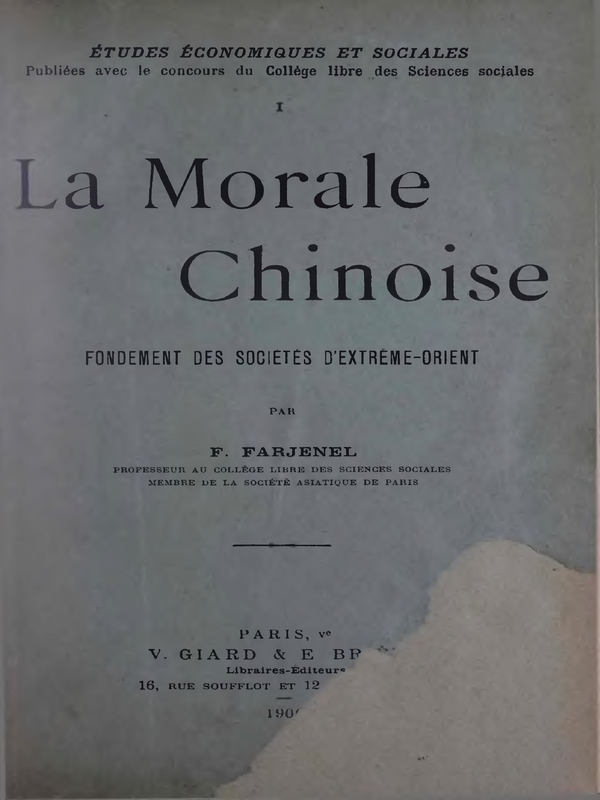 ÉTUDES ÉCONOMIQUES ET SOCIALES
Publiées avec le concours du Collège libre des Sciences sociales
I
La Morale
Chinoise
FONDEMENT DES SOCIÉTÉS D'EXTRÊME-ORIENT
PAR
F. FARJENEL
PROFESSEUR AU COLLÈGE LIBRE DES SCIENCES SOCIALES
MEMBRE DE LA SOCIÉTÉ ASIATIQUE DE PARIS
PARIS, Ve
V. GIARD & E
Libraires-Éditeurs
16, RUE SOUFFLOT ET 12